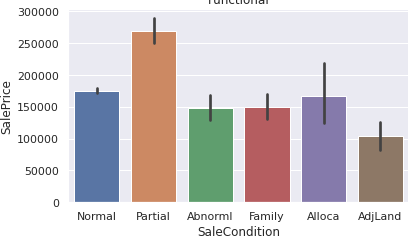 Functional
300000
250000
200000
150000
100000
50000
0
SalePrice
Normal Partial Abnorml Family Alloca AdjLand
SaleCondition